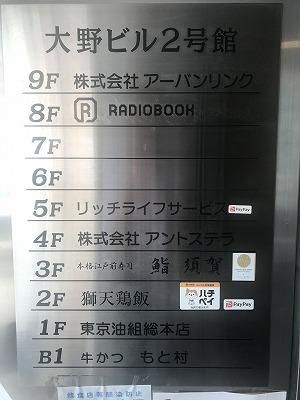 大野ビル2号館
9F 株式会社 アーバンリンク
8F R RADIOBOOK
7F
6F
5F リッチライフサービス PayPay
4F 株式会社 アントステラ
3F 本格江戸前寿司 鮨 須賀
2F 獅天鶏飯 ハチペイ PayPay
1F 東京油組総本店
B1 牛かつ もと村